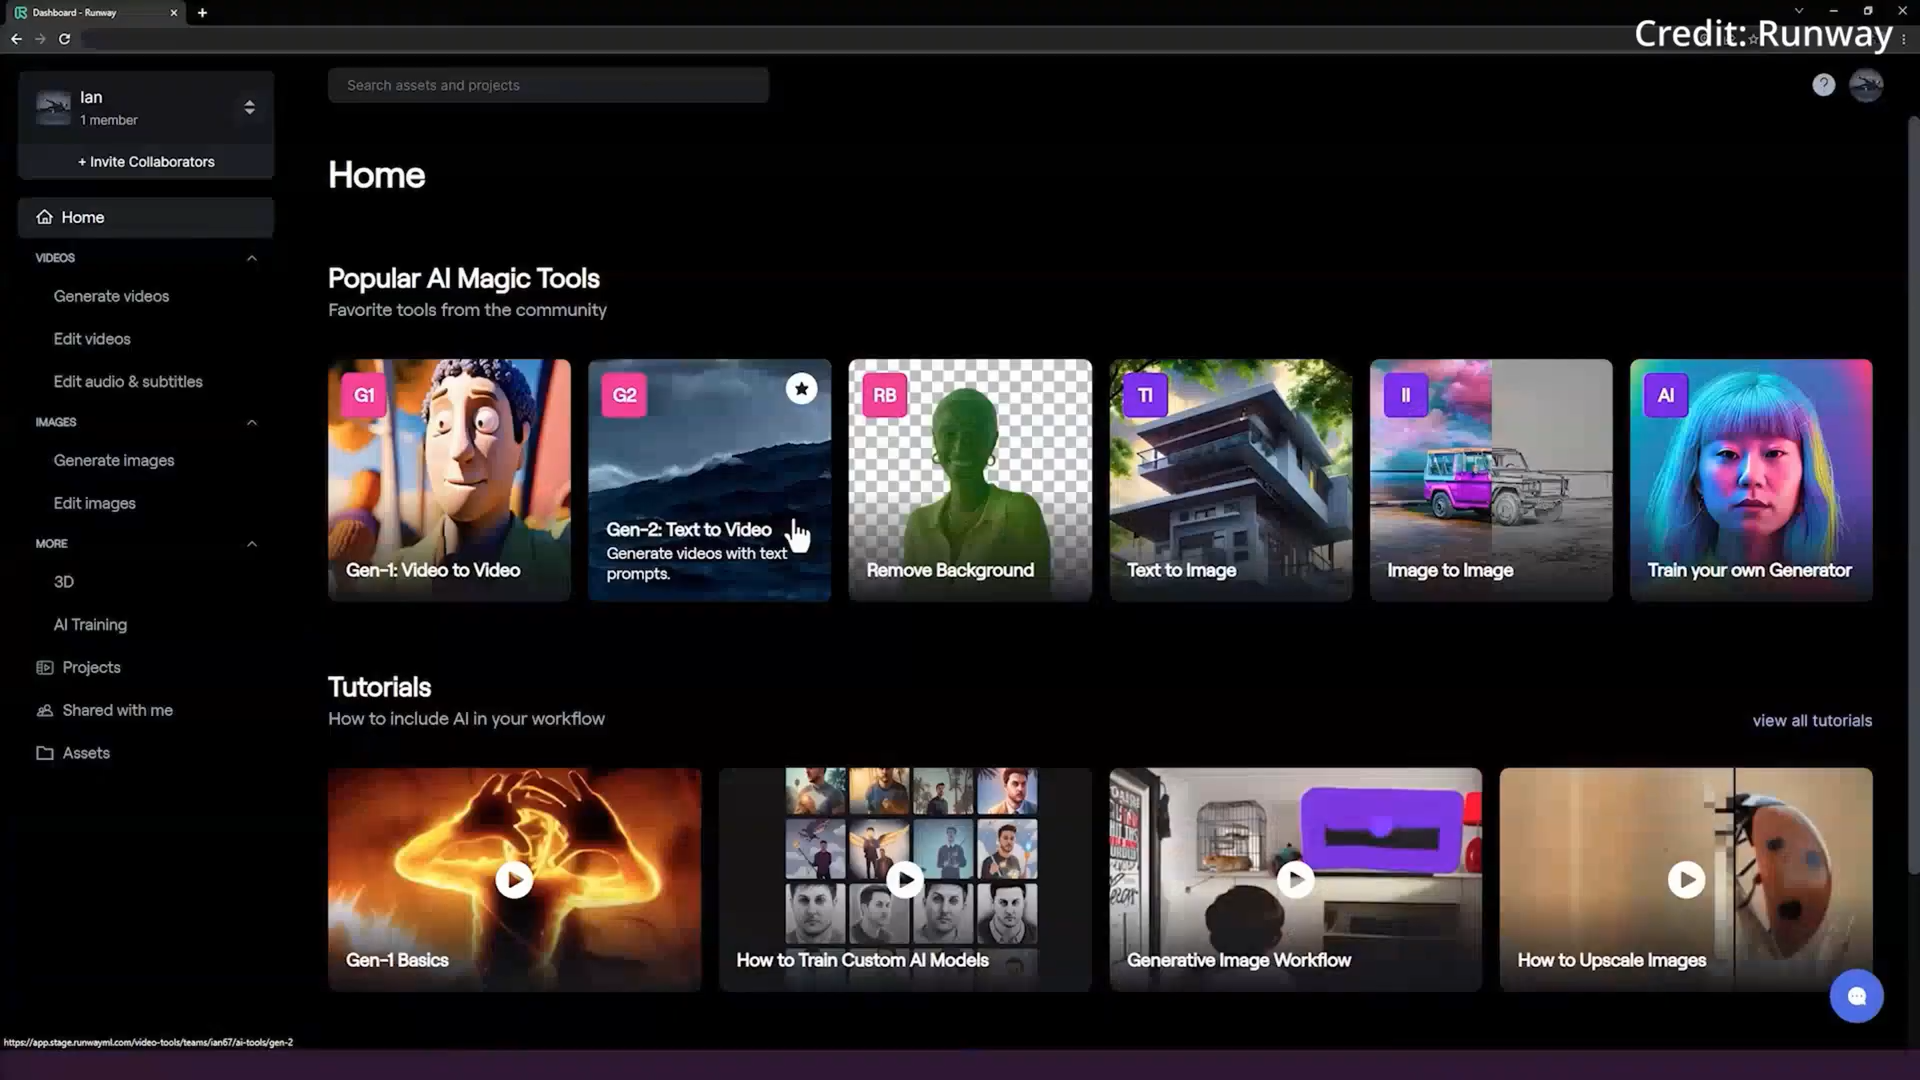 Dashboard - Runway
Credit: Runway
Ian
1 member
+ Invite Collaborators
Search assets and projects
?
Home
VIDEOS
Generate videos
Edit videos
Edit audio & subtitles
IMAGES
Generate images
Edit images
MORE
3D
AI Training
Projects
Shared with me
Assets
Home
Popular AI Magic Tools
Favorite tools from the community
G1
Gen-1: Video to Video
G2
Gen-2: Text to Video
Generate videos with text
prompts.
RB
Remove Background
TI
Text to Image
II
Image to Image
AI
Train your own Generator
Tutorials
How to include AI in your workflow
view all tutorials
Gen-1 Basics
How to Train Custom AI Models
Generative Image Workflow
How to Upscale Images
https://app.stage.runwayml.com/video-tools/teams/ian67/ai-tools/gen-2